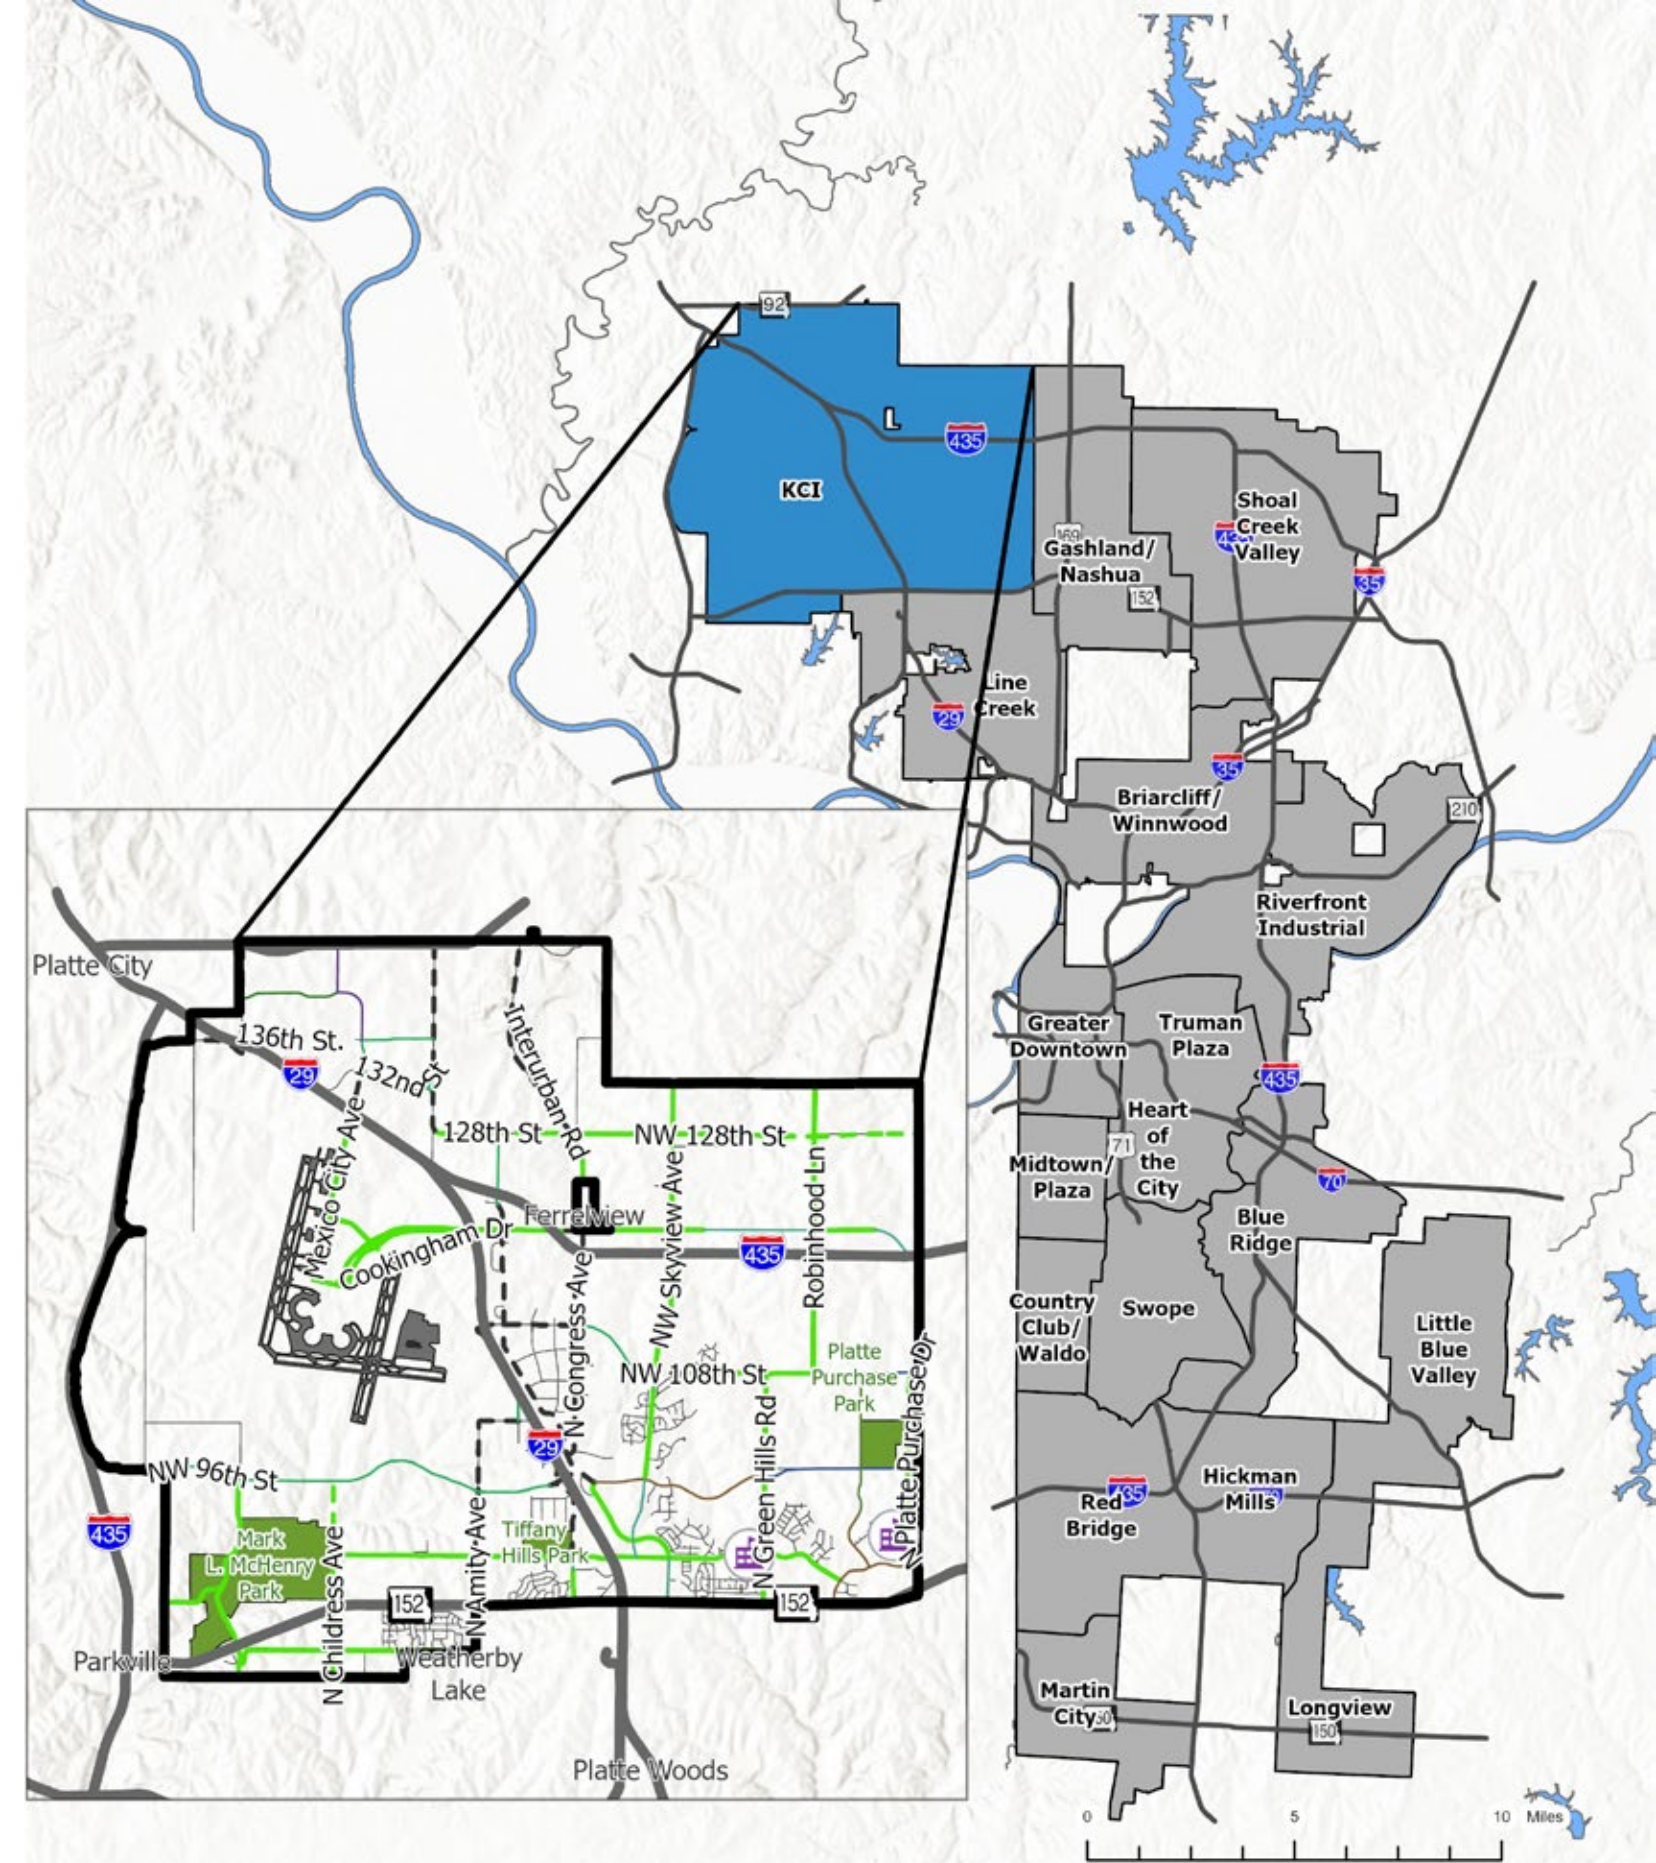 92
L
435
KCI
Shoal
Creek
Valley
169
Gashland/
Nashua
35
152
Line
Creek
29
35
Briarcliff/
Winnwood
210
Riverfront
Industrial
Greater
Downtown
Truman
Plaza
435
Heart
of
the
City
71
Midtown/
Plaza
70
Blue
Ridge
Country
Club/
Waldo
Swope
Little
Blue
Valley
Hickman
Mills
435
Red
Bridge
Martin
City
Longview
150
0 5 10 Miles
Platte City
136th St.
29
132nd St
Interurban Rd
Mexico City Ave
128th St
NW 128th St
Ferrelview
Cookingham Dr
435
NW Skyview Ave
Robinhood Ln
N Congress Ave
Platte
Purchase
Park
NW 108th St
N Platte Purchase Dr
29
NW 96th St
N Green Hills Rd
435
Mark
L. McHenry
Park
N Childress Ave
N Amity Ave
Tiffany
Hills Park
152
152
Parkville
Weatherby
Lake
Platte Woods